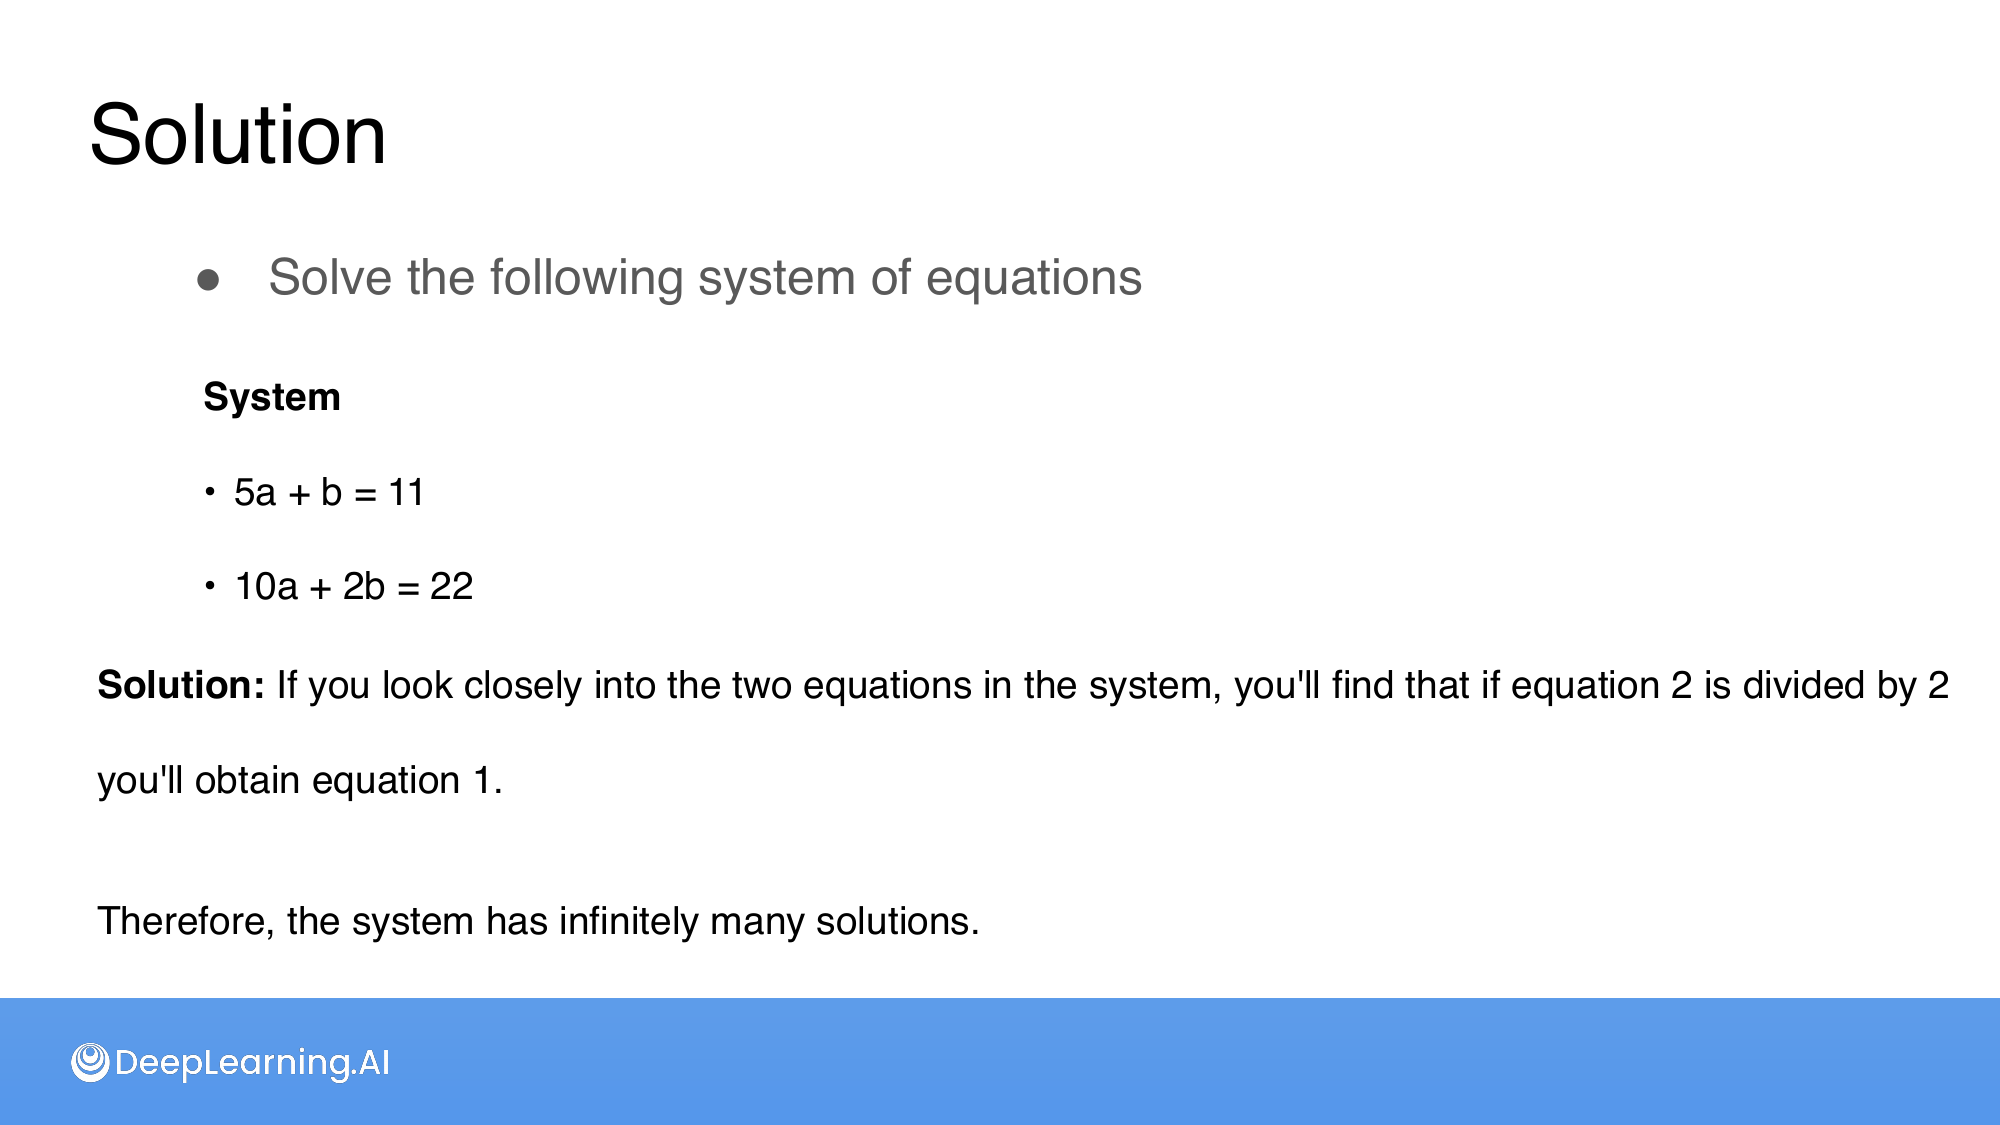 Solution
● Solve the following system of equations
System
• 5a + b = 11
• 10a + 2b = 22
Solution: If you look closely into the two equations in the system, you'll find that if equation 2 is divided by 2
you'll obtain equation 1.
Therefore, the system has infinitely many solutions.
DeepLearning.AI